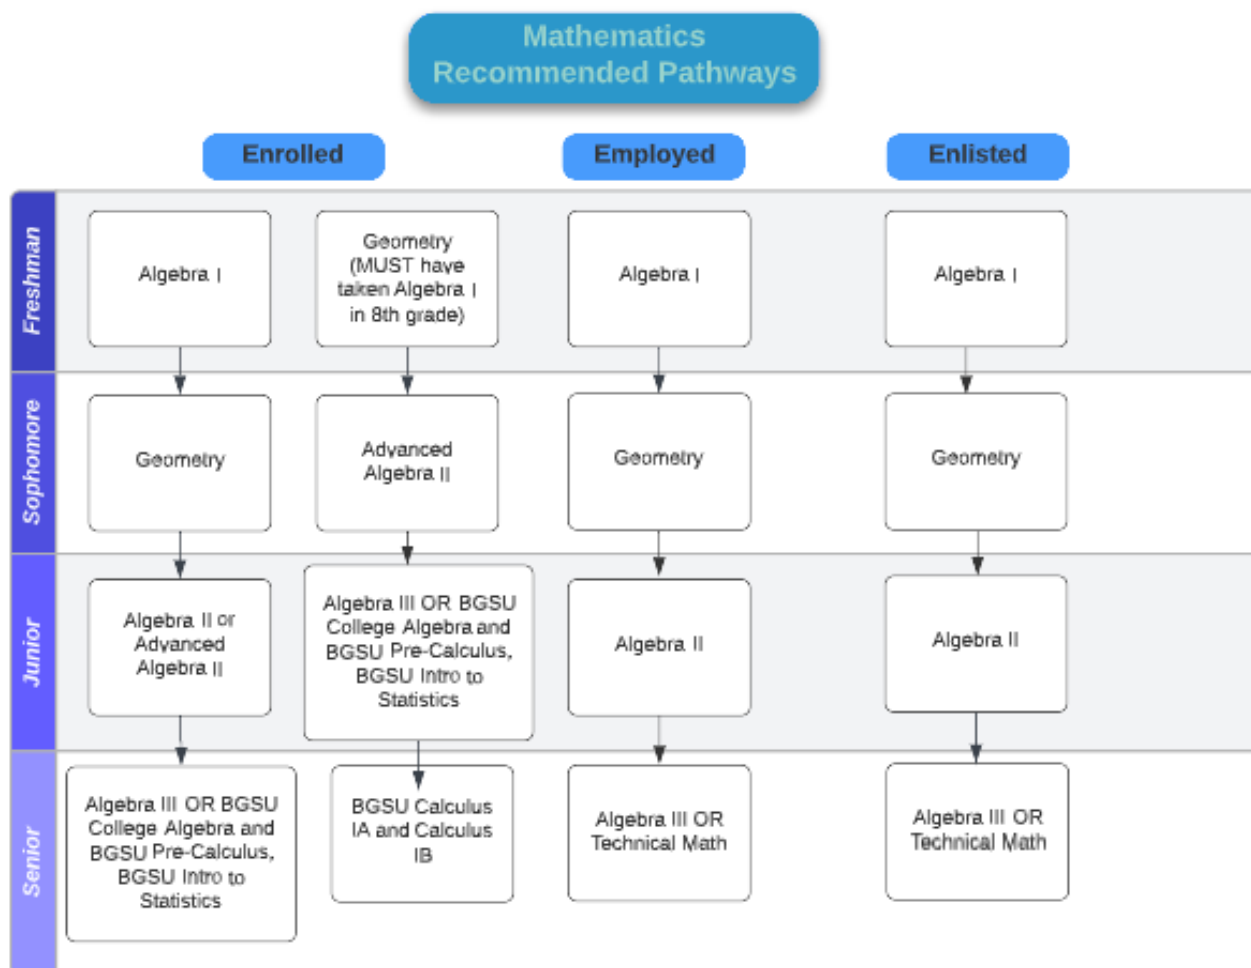 Mathematics
Recommended Pathways
Enrolled
Employed
Enlisted
Freshman
Algebra I
Geometry
(MUST have
taken Algebra I
in 8th grade)
Algebra I
Algebra I
Sophomore
Geometry
Advanced
Algebra II
Geometry
Geometry
Junior
Algebra II or
Advanced
Algebra II
Algebra III OR BGSU
College Algebra and
BGSU Pre-Calculus,
BGSU Intro to
Statistics
Algebra II
Algebra II
Senior
Algebra III OR BGSU
College Algebra and
BGSU Pre-Calculus,
BGSU Intro to
Statistics
BGSU Calculus
IA and Calculus
IB
Algebra III OR
Technical Math
Algebra III OR
Technical Math